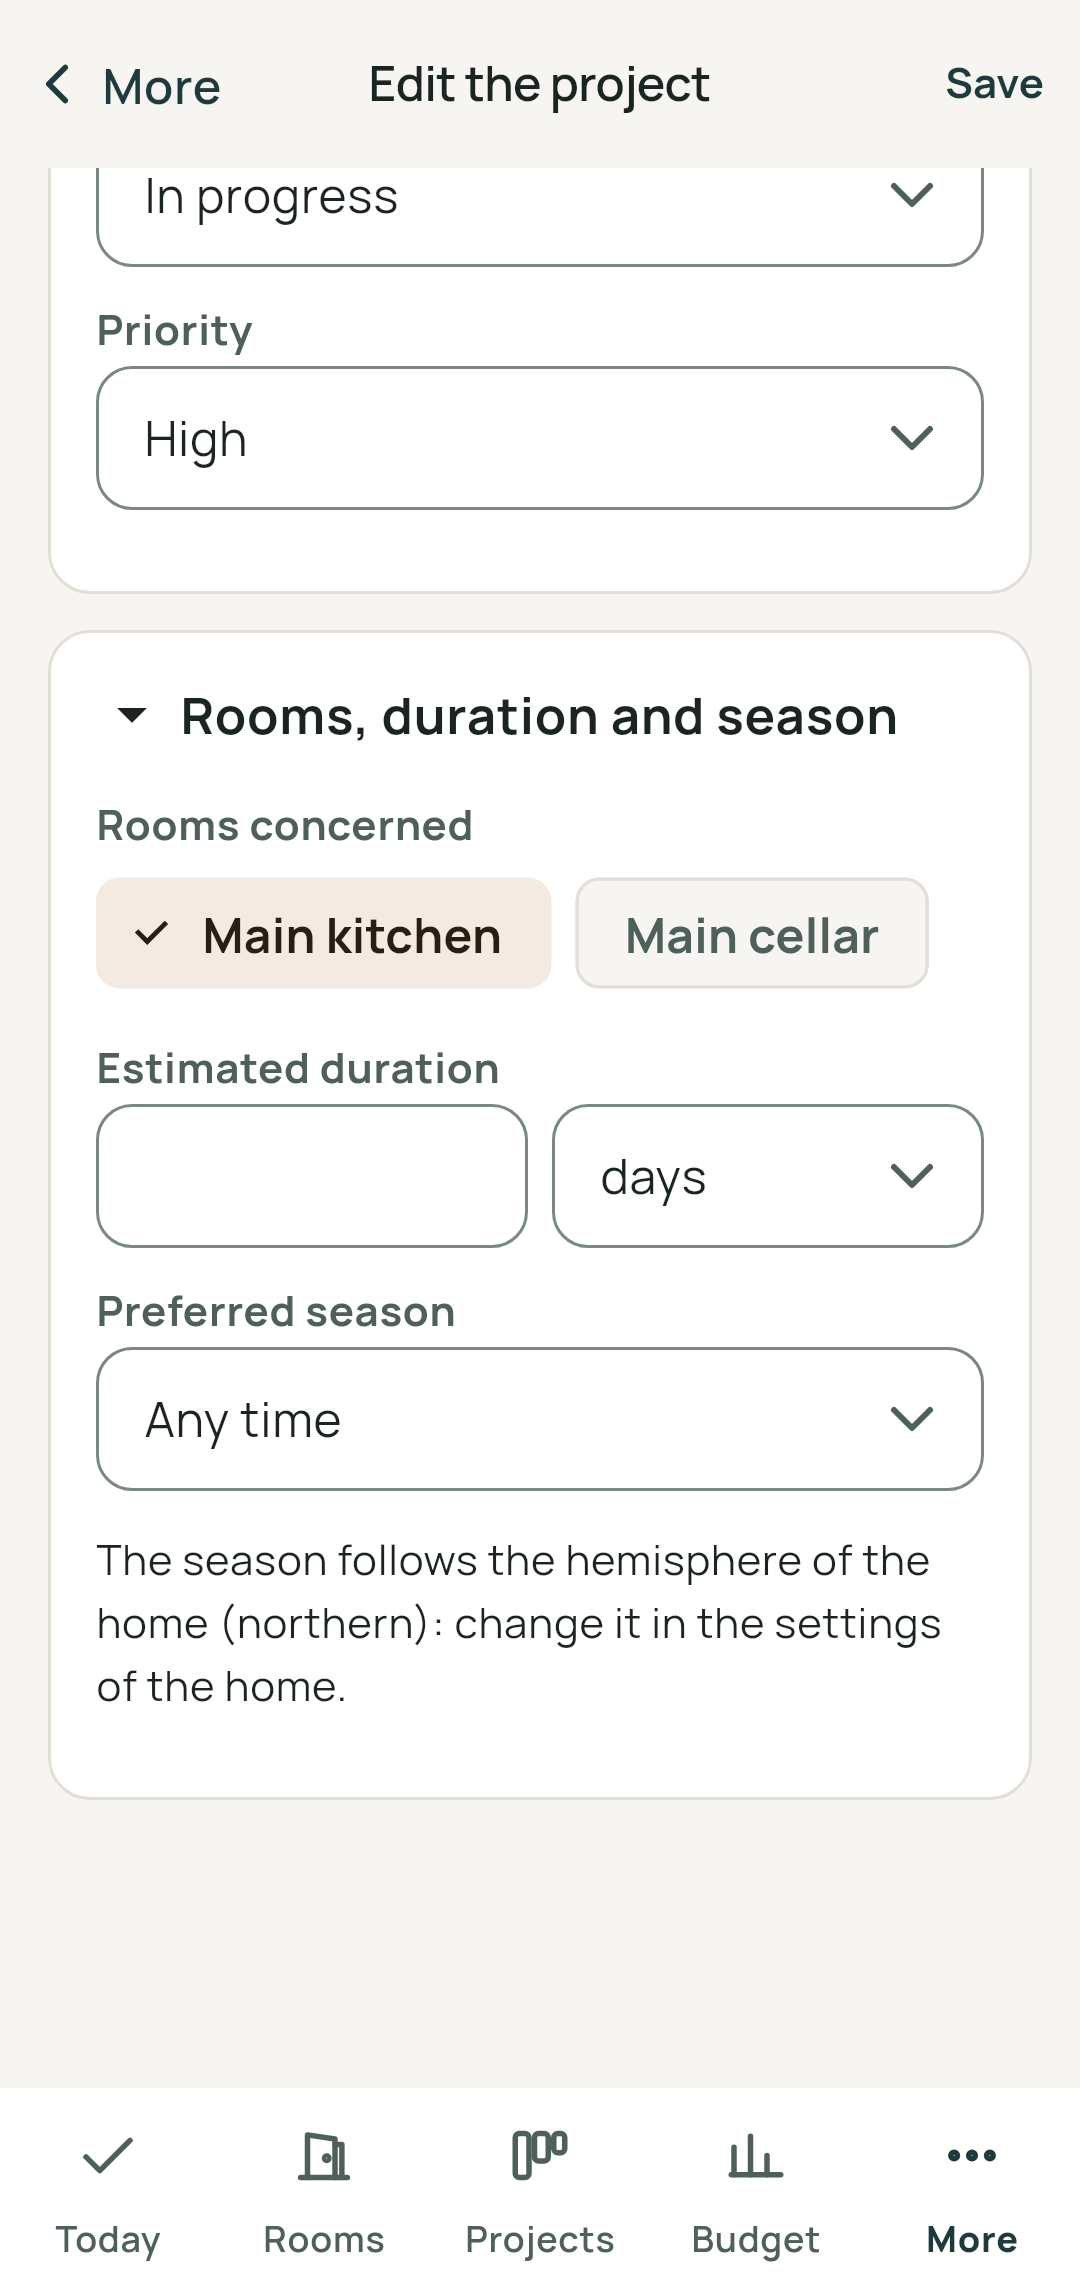 More
Edit the project
Save
In progress
Priority
High
Rooms, duration and season
Rooms concerned
Main kitchen
Main cellar
Estimated duration
days
Preferred season
Any time
The season follows the hemisphere of the
home (northern): change it in the settings
of the home.
Today
Rooms
Projects
Budget
More